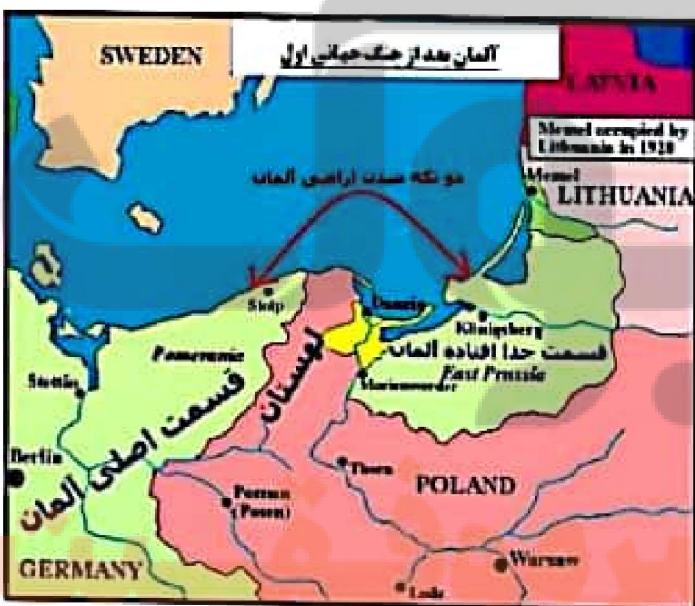 SWEDEN
آلمان بعد از جنگ جهانی اول
LATVIA
Memel occupied by
Lithuania in 1920
دو تکه شدن اراضی آلمان
Memel
LITHUANIA
Stolp
Danzig
Königsberg
Pomeranie
لهستان
قسمت جدا افتاده آلمان
East Prussia
Stettin
Marienwerder
قسمت اصلی آلمان
Berlin
Thorn
POLAND
Poznan
(Posen)
Warsaw
GERMANY
Lodz